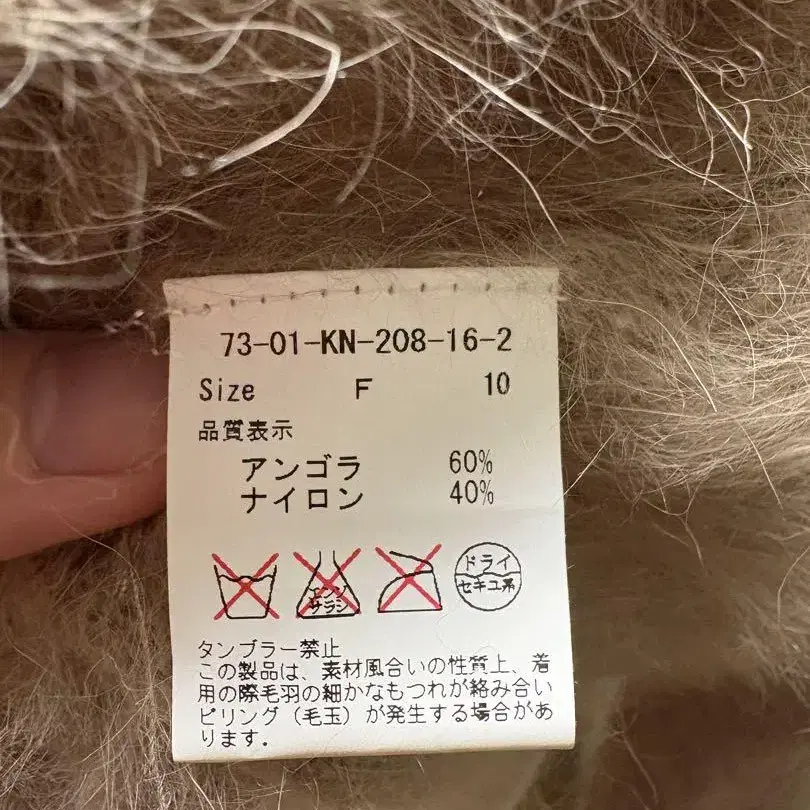 73-01-KN-208-16-2
Size F 10
品質表示
アンゴラ 60%
ナイロン 40%
エンソ
サラシ
ドライ
セキユ系
タンブラー禁止
この製品は、素材風合いの性質上、着
用の際毛羽の細かなもつれが絡み合い
ピリング(毛玉)が発生する場合があ
ります.